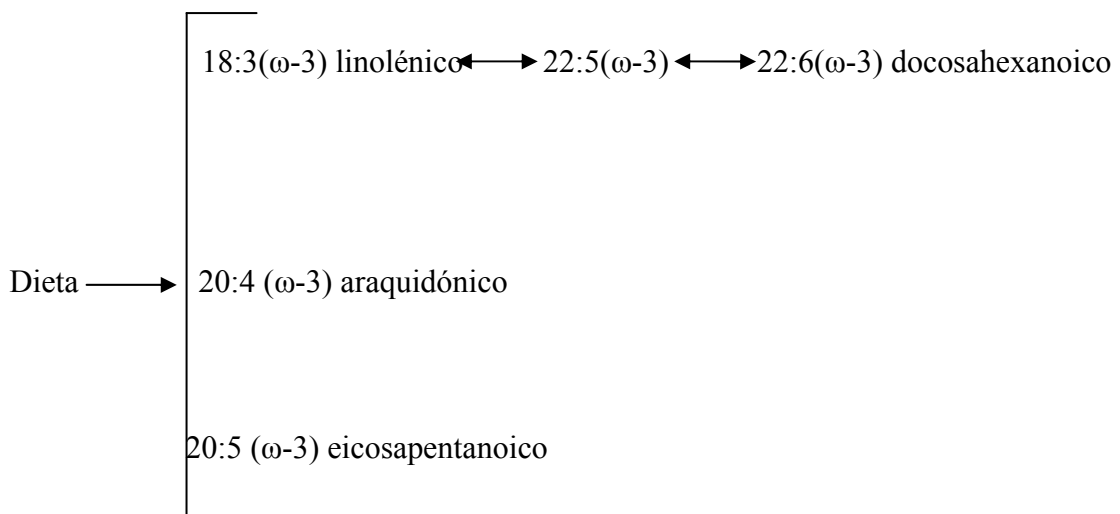 18:3(ω-3) linolénico 22:5(ω-3) 22:6(ω-3) docosahexanoico
Dieta 20:4 (ω-3) araquidónico
20:5 (ω-3) eicosapentanoico